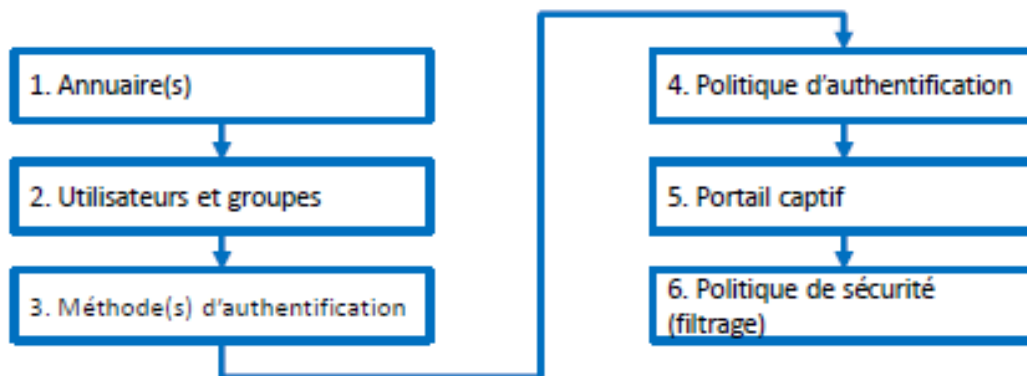 1. Annuaire(s)
2. Utilisateurs et groupes
3. Méthode(s) d'authentification
4. Politique d'authentification
5. Portail captif
6. Politique de sécurité
(filtrage)